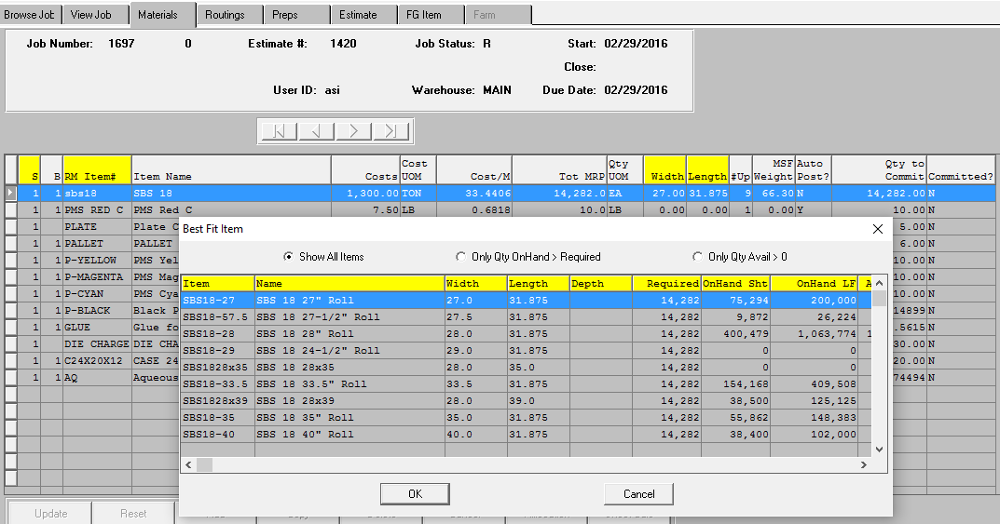 Browse Job View Job Materials Routings Preps Estimate FG Item Farm
Job Number: 1697 0 Estimate #: 1420 Job Status: R Start: 02/29/2016
Close:
User ID: asi Warehouse: MAIN Due Date: 02/29/2016
S B RM Item# Item Name Costs Cost UOM Cost/M Tot MRP Qty UOM Width Length #Up MSF Weight Auto Post? Qty to Commit Committed?
1 1 sbs18 SBS 18 1,300.00 TON 33.4406 14,282.0 EA 27.00 31.875 9 66.30 N 14,282.00 N
1 1 PMS RED C PMS Red C 7.50 LB 0.6818 10.0 LB 0.00 0.00 1 0.00 Y 10.00 N
1 1 PLATE Plate C 5.00 N
1 1 PALLET PALLET 6.00 N
1 1 P-YELLOW PMS Yel 10.00 N
1 1 P-MAGENTA PMS Mag 10.00 N
1 1 P-CYAN PMS Cya 10.00 N
1 1 P-BLACK Black P 14899 N
1 1 GLUE Glue fo .5615 N
1 1 DIE CHARGE DIE CHA 30.00 N
1 1 C24X20X12 CASE 24 20.00 N
1 1 AQ Aqueous 74494 N
Best Fit Item
Show All Items Only Qty OnHand > Required Only Qty Avail > 0
Item Name Width Length Depth Required OnHand Sht OnHand LF A
SBS18-27 SBS 18 27" Roll 27.0 31.875 14,282 75,294 200,000
SBS18-57.5 SBS 18 27-1/2" Roll 27.5 31.875 14,282 9,872 26,224
SBS18-28 SBS 18 28" Roll 28.0 31.875 14,282 400,479 1,063,774 1
SBS18-29 SBS 18 24-1/2" Roll 29.0 31.875 14,282 0 0
SBS1828x35 SBS 18 28x35 28.0 35.0 14,282 0 0
SBS18-33.5 SBS 18 33.5" Roll 33.5 31.875 14,282 154,168 409,508
SBS1828x39 SBS 18 28x39 28.0 39.0 14,282 38,500 125,125
SBS18-35 SBS 18 35" Roll 35.0 31.875 14,282 55,862 148,383
SBS18-40 SBS 18 40" Roll 40.0 31.875 14,282 38,400 102,000
OK Cancel
Update Reset